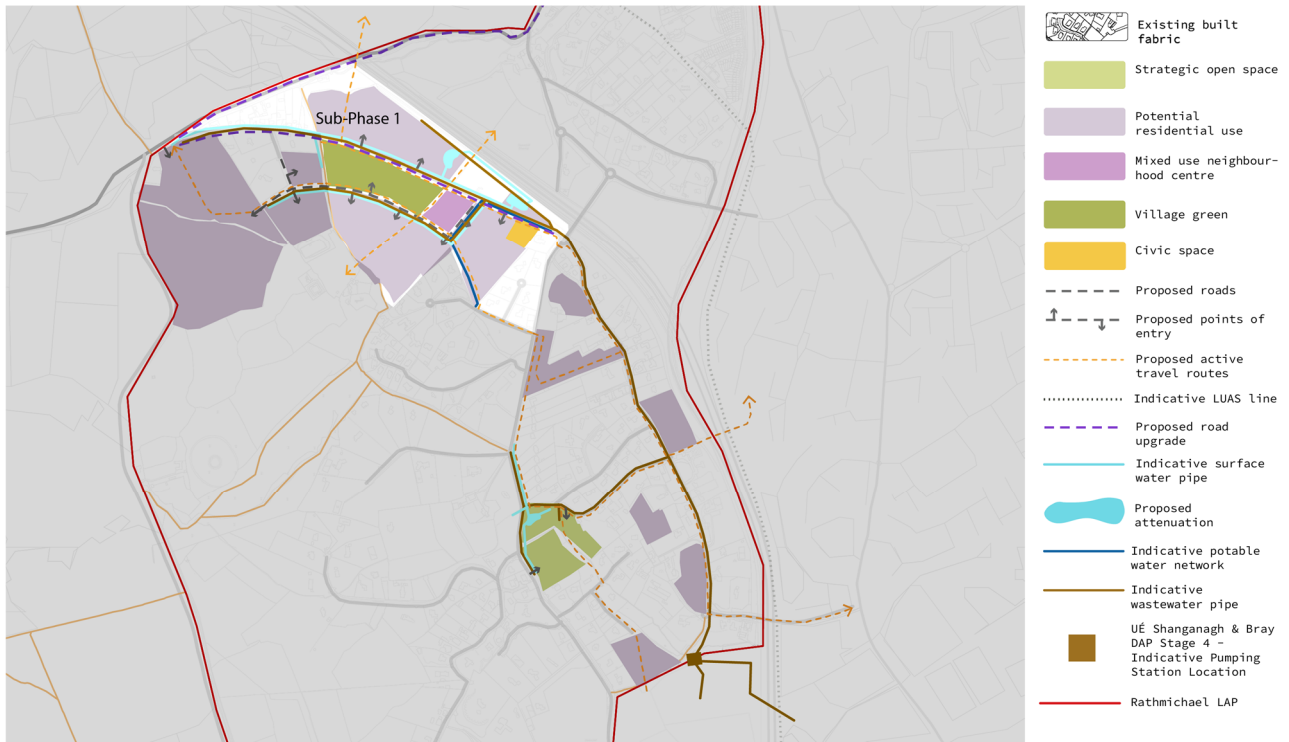 Sub-Phase 1
Existing built
fabric
Strategic open space
Potential
residential use
Mixed use neighbour-
hood centre
Village green
Civic space
Proposed roads
Proposed points of
entry
Proposed active
travel routes
Indicative LUAS line
Proposed road
upgrade
Indicative surface
water pipe
Proposed
attenuation
Indicative potable
water network
Indicative
wastewater pipe
UÉ Shanganagh & Bray
DAP Stage 4 –
Indicative Pumping
Station Location
Rathmichael LAP